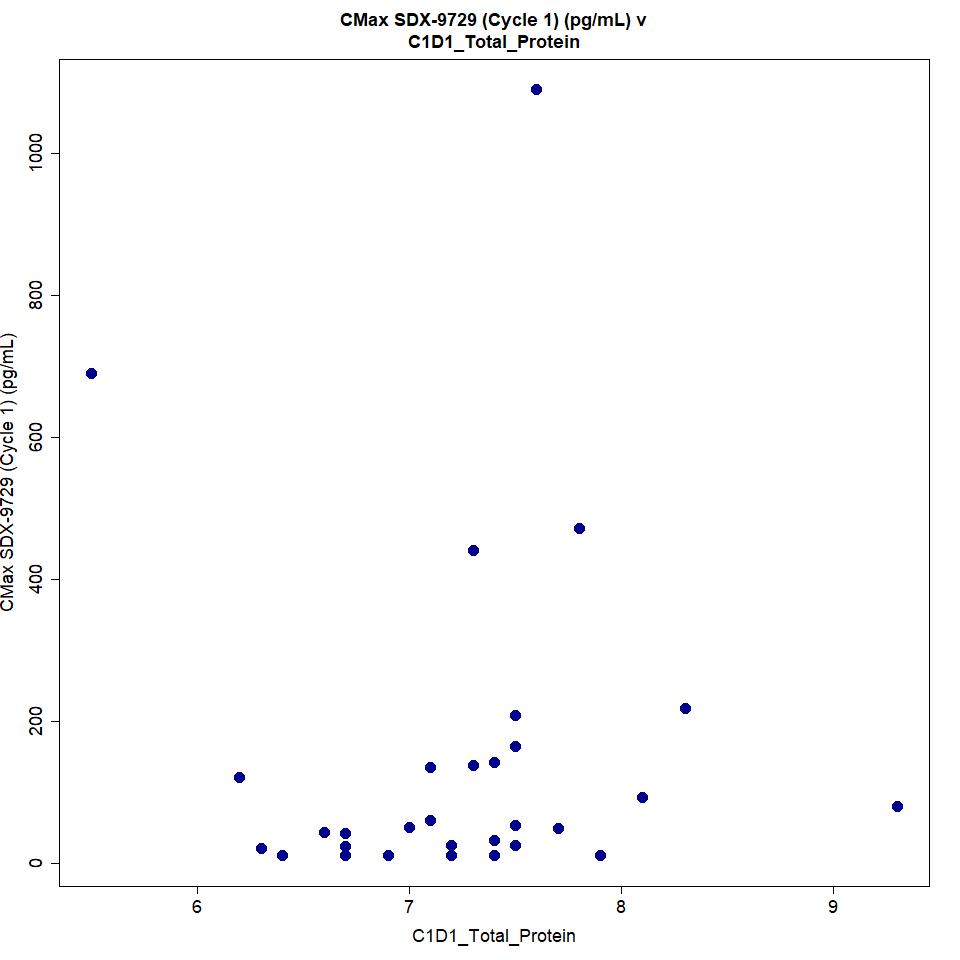 CMax SDX-9729 (Cycle 1) (pg/mL) v
C1D1_Total_Protein
CMax SDX-9729 (Cycle 1) (pg/mL)
1000
800
600
400
200
0
6 7 8 9
C1D1_Total_Protein